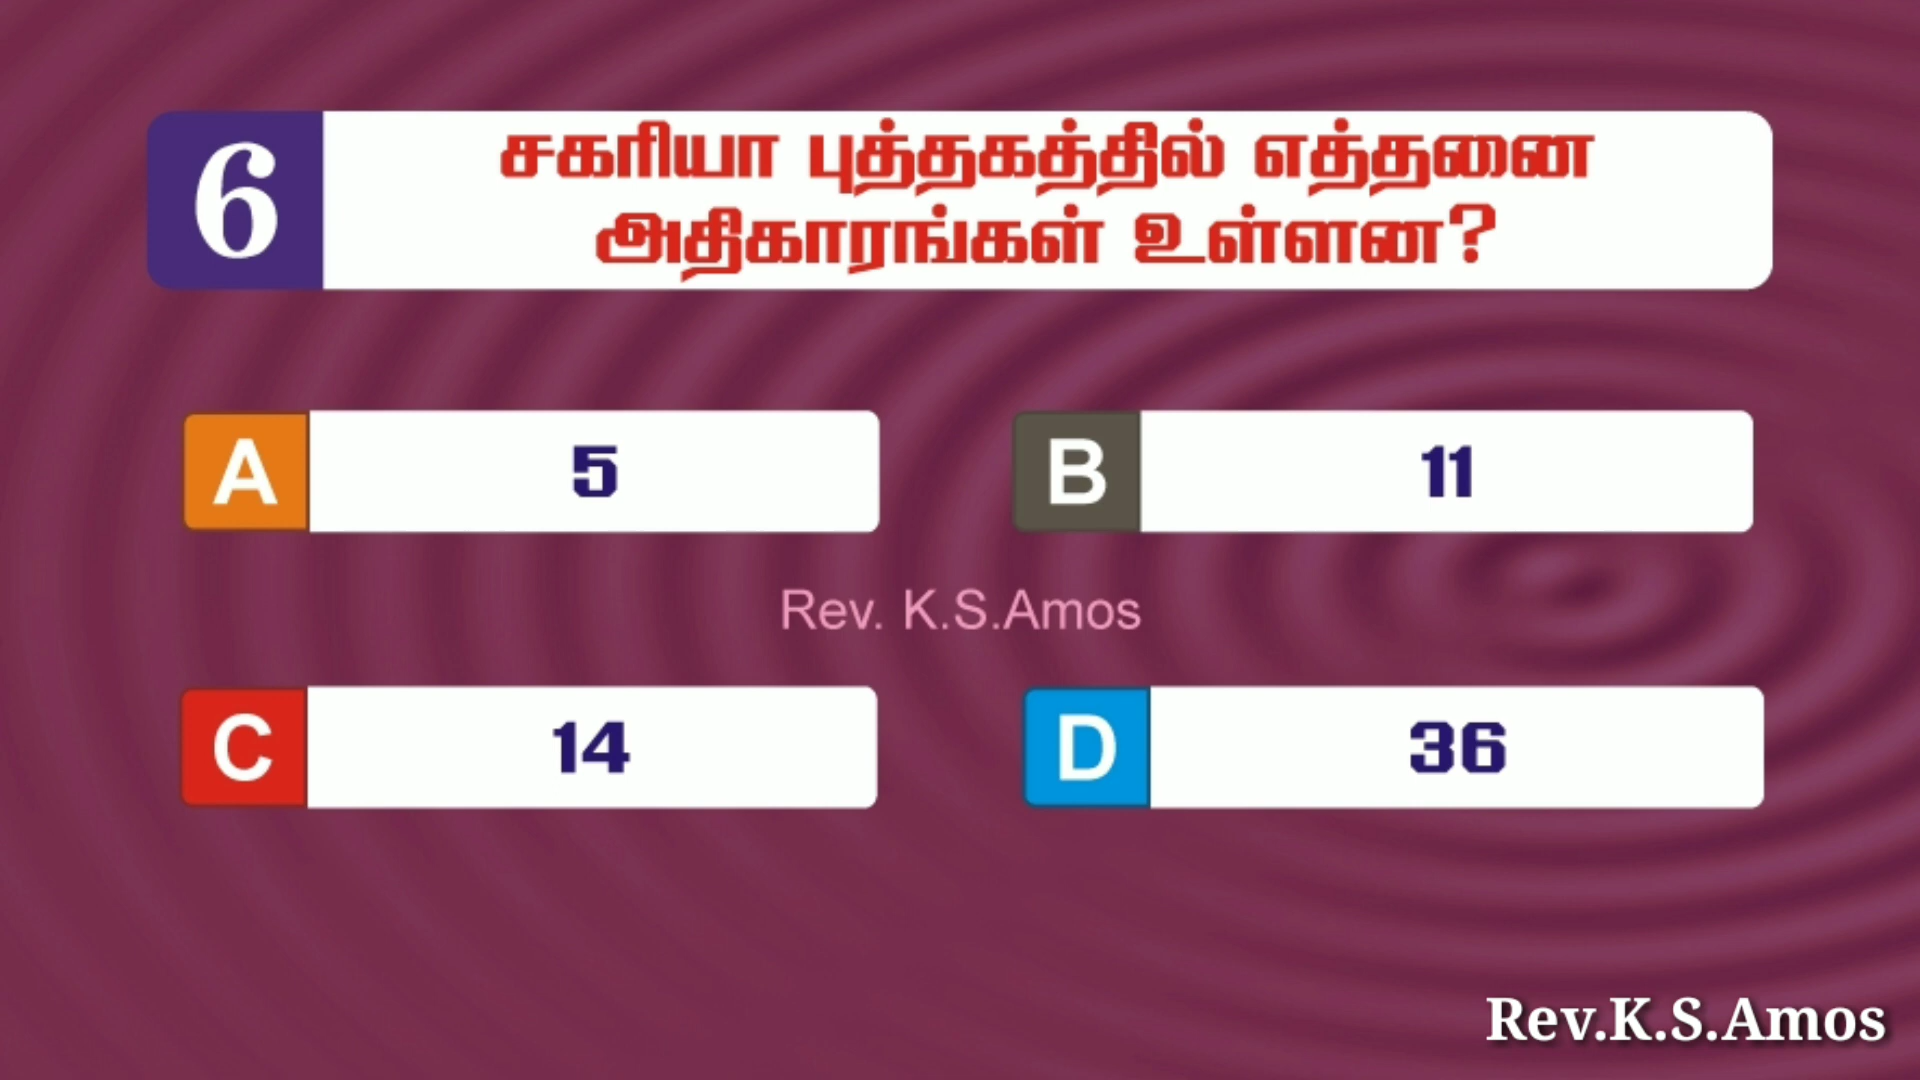 6
சகரியா புத்தகத்தில் எத்தனை
அதிகாரங்கள் உள்ளன?
A 5
B 11
Rev. K.S.Amos
C 14
D 36
Rev.K.S.Amos